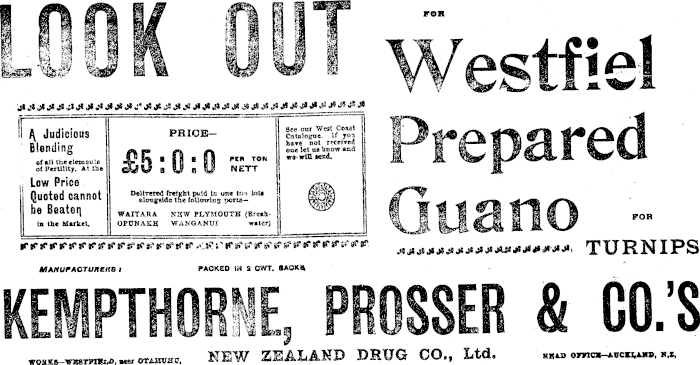 LOOK OUT
FOR
Westfiel
Prepared
Guano
FOR
TURNIPS
A Judicious
Blending
of all the elements
of Fertility. At the
Low Price
Quoted cannot
be Beaten
in the Market.
PRICE—
£5:0:0 PER TON
NETT
Delivered freight paid in one ton lots
alongside the following ports—
WAITARA NEW PLYMOUTH (Break-
OPUNAKE WANGANUI water)
See our West Coast
Catalogue. If you
have not received
one let us know and
we will send.
MANUFACTURERS: PACKED IN 2 CWT. SACKS
KEMPTHORNE, PROSSER & CO.'S
WORKS—WESTFIELD, near OTAHUHU. NEW ZEALAND DRUG CO., Ltd. HEAD OFFICE—AUCKLAND, N.Z.